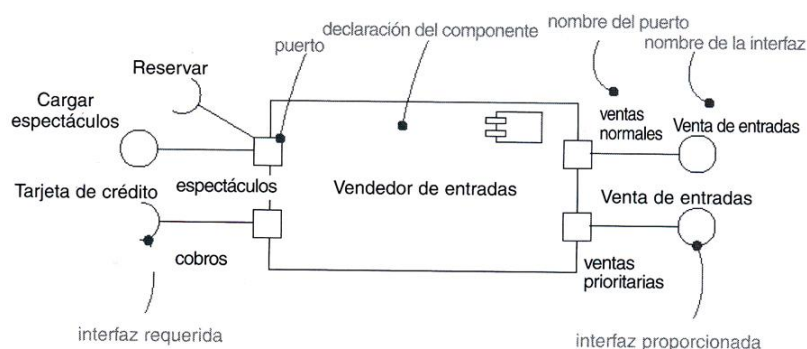 declaración del componente
nombre del puerto
puerto
nombre de la interfaz
Reservar
Cargar
espectáculos
ventas
normales
Venta de entradas
espectáculos
Tarjeta de crédito
Vendedor de entradas
Venta de entradas
cobros
ventas
prioritarias
interfaz requerida
interfaz proporcionada